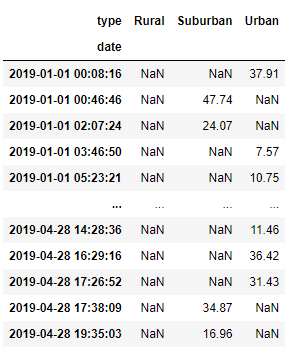 type Rural Suburban Urban
date
2019-01-01 00:08:16 NaN NaN 37.91
2019-01-01 00:46:46 NaN 47.74 NaN
2019-01-01 02:07:24 NaN 24.07 NaN
2019-01-01 03:46:50 NaN NaN 7.57
2019-01-01 05:23:21 NaN NaN 10.75
... ... ... ...
2019-04-28 14:28:36 NaN NaN 11.46
2019-04-28 16:29:16 NaN NaN 36.42
2019-04-28 17:26:52 NaN NaN 31.43
2019-04-28 17:38:09 NaN 34.87 NaN
2019-04-28 19:35:03 NaN 16.96 NaN